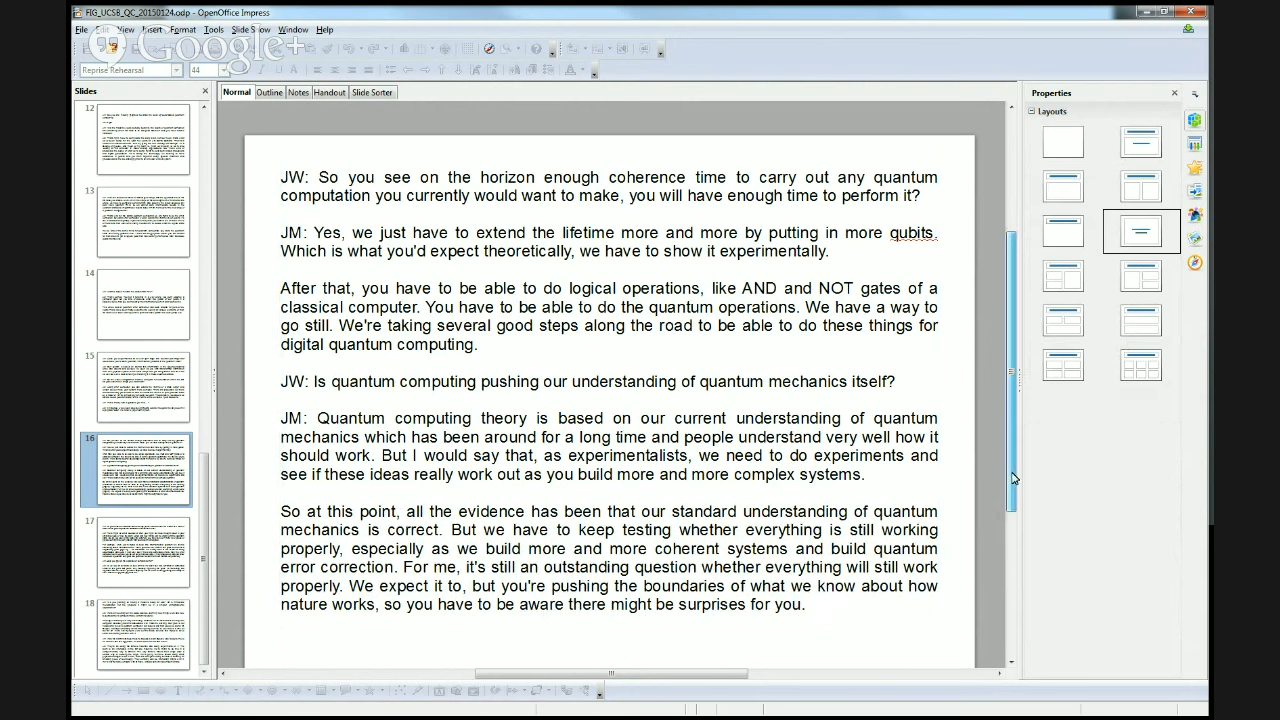 FIG_UCSB_QC_20150124.odp - OpenOffice Impress
File Edit View Insert Format Tools Slide Show Window Help
Google+
Reprise Rehearsal 44
Slides
Normal Outline Notes Handout Slide Sorter
Properties
Layouts
12
13
14
15
16
17
18
JW: So you see on the horizon enough coherence time to carry out any quantum
computation you currently would want to make, you will have enough time to perform it?
JM: Yes, we just have to extend the lifetime more and more by putting in more qubits.
Which is what you'd expect theoretically, we have to show it experimentally.
After that, you have to be able to do logical operations, like AND and NOT gates of a
classical computer. You have to be able to do the quantum operations. We have a way to
go still. We're taking several good steps along the road to be able to do these things for
digital quantum computing.
JW: Is quantum computing pushing our understanding of quantum mechanics itself?
JM: Quantum computing theory is based on our current understanding of quantum
mechanics which has been around for a long time and people understand very well how it
should work. But I would say that, as experimentalists, we need to do experiments and
see if these ideas really work out as you build more and more complex systems.
So at this point, all the evidence has been that our standard understanding of quantum
mechanics is correct. But we have to keep testing whether everything is still working
properly, especially as we build more and more coherent systems and build quantum
error correction. For me, it's still an outstanding question whether everything will still work
properly. We expect it to, but you're pushing the boundaries of what we know about how
nature works, so you have to be aware there might be surprises for you.